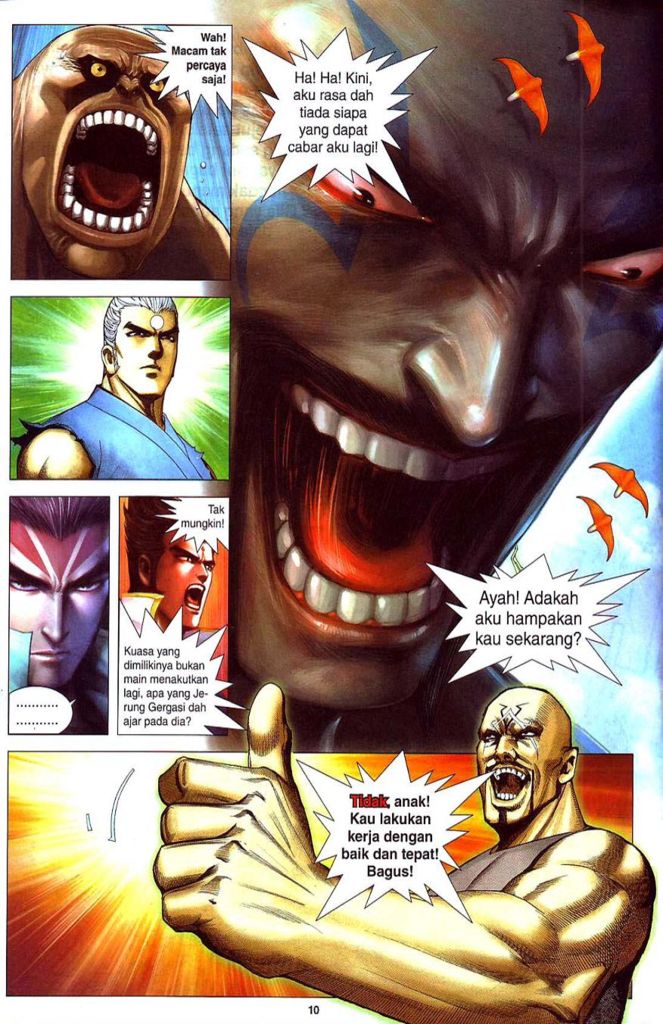 Wah!
Macam tak
percaya
saja!
Ha! Ha! Kini,
aku rasa dah
tiada siapa
yang dapat
cabar aku lagi!
Tak
mungkin!
Kuasa yang
dimilikinya bukan
main menakutkan
lagi, apa yang Je-
rung Gergasi dah
ajar pada dia?
..........
..........
Ayah! Adakah
aku hampakan
kau sekarang?
Tidak, anak!
Kau lakukan
kerja dengan
baik dan tepat!
Bagus!
10